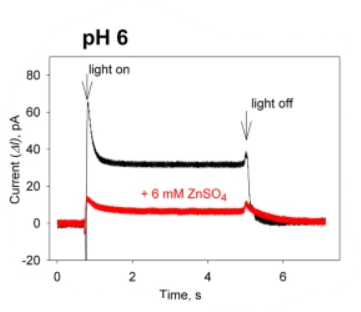 pH 6
light on
light off
+ 6 mM ZnSO₄
Current (ΔI), pA
80
60
40
20
0
-20
0
2
4
6
Time, s